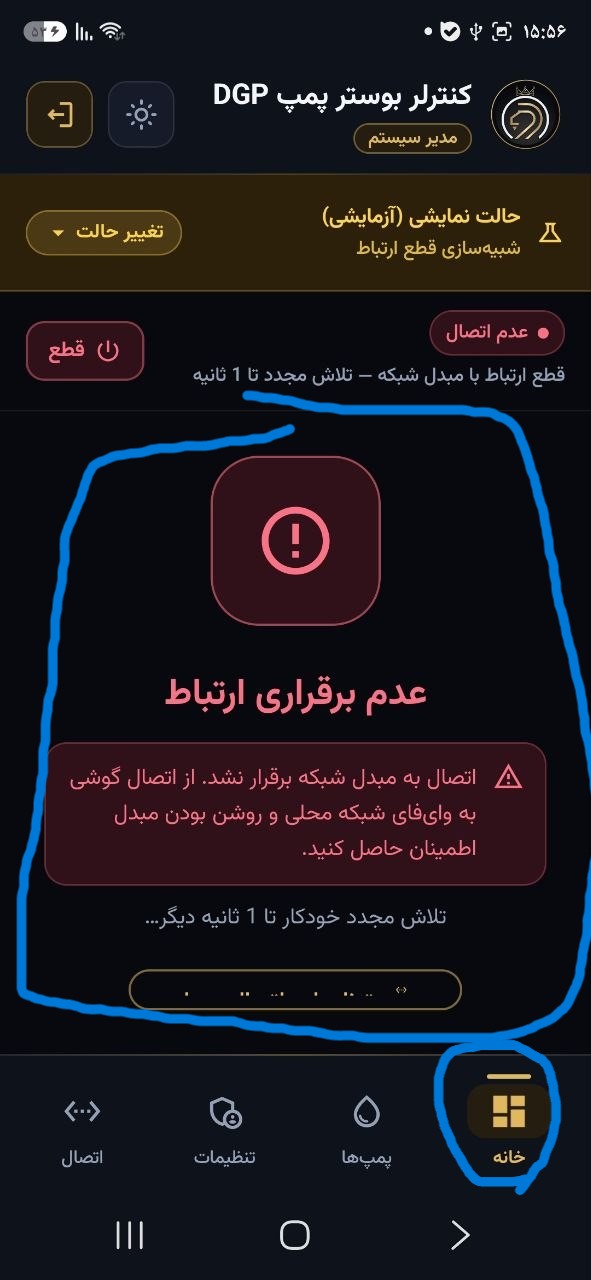 ۱۵:۵۶
۵۳
کنترلر بوستر پمپ DGP
مدیر سیستم
حالت نمایشی (آزمایشی)
شبیه‌سازی قطع ارتباط
تغییر حالت
عدم اتصال
قطع ارتباط با مبدل شبکه – تلاش مجدد تا 1 ثانیه
قطع
عدم برقراری ارتباط
اتصال به مبدل شبکه برقرار نشد. از اتصال گوشی
به وای‌فای شبکه محلی و روشن بودن مبدل
اطمینان حاصل کنید.
تلاش مجدد خودکار تا 1 ثانیه دیگر...
خانه
پمپ‌ها
تنظیمات
اتصال